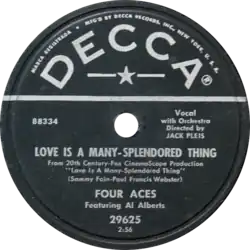 MARCA REGISTRADA • MF'D BY DECCA RECORDS, INC., NEW YORK, U.S.A.
DECCA®
88334
Vocal
with Orchestra
Directed by
JACK PLEIS
LOVE IS A MANY-SPLENDORED THING
From 20th Century-Fox CinemaScope Production
"Love Is A Many-Splendored Thing"
(Sammy Fain-Paul Francis Webster)
FOUR ACES
Featuring Al Alberts
29625
2:56